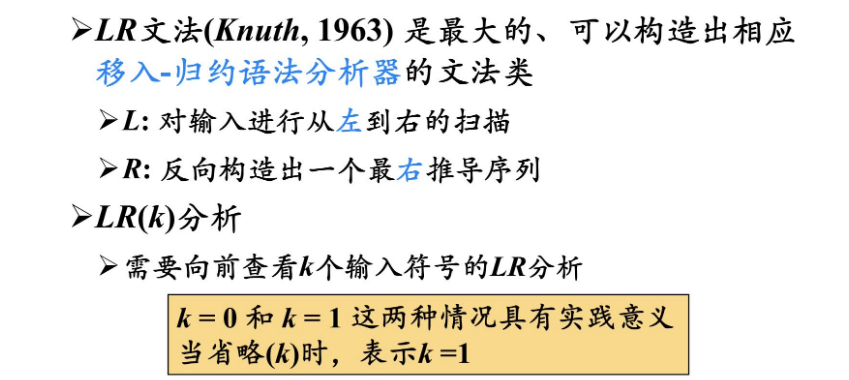 ➢LR文法(Knuth, 1963) 是最大的、可以构造出相应
移入-归约语法分析器的文法类
➢L: 对输入进行从左到右的扫描
➢R: 反向构造出一个最右推导序列
➢LR(k)分析
➢需要向前查看k个输入符号的LR分析
k = 0 和 k = 1 这两种情况具有实践意义
当省略(k)时，表示k =1